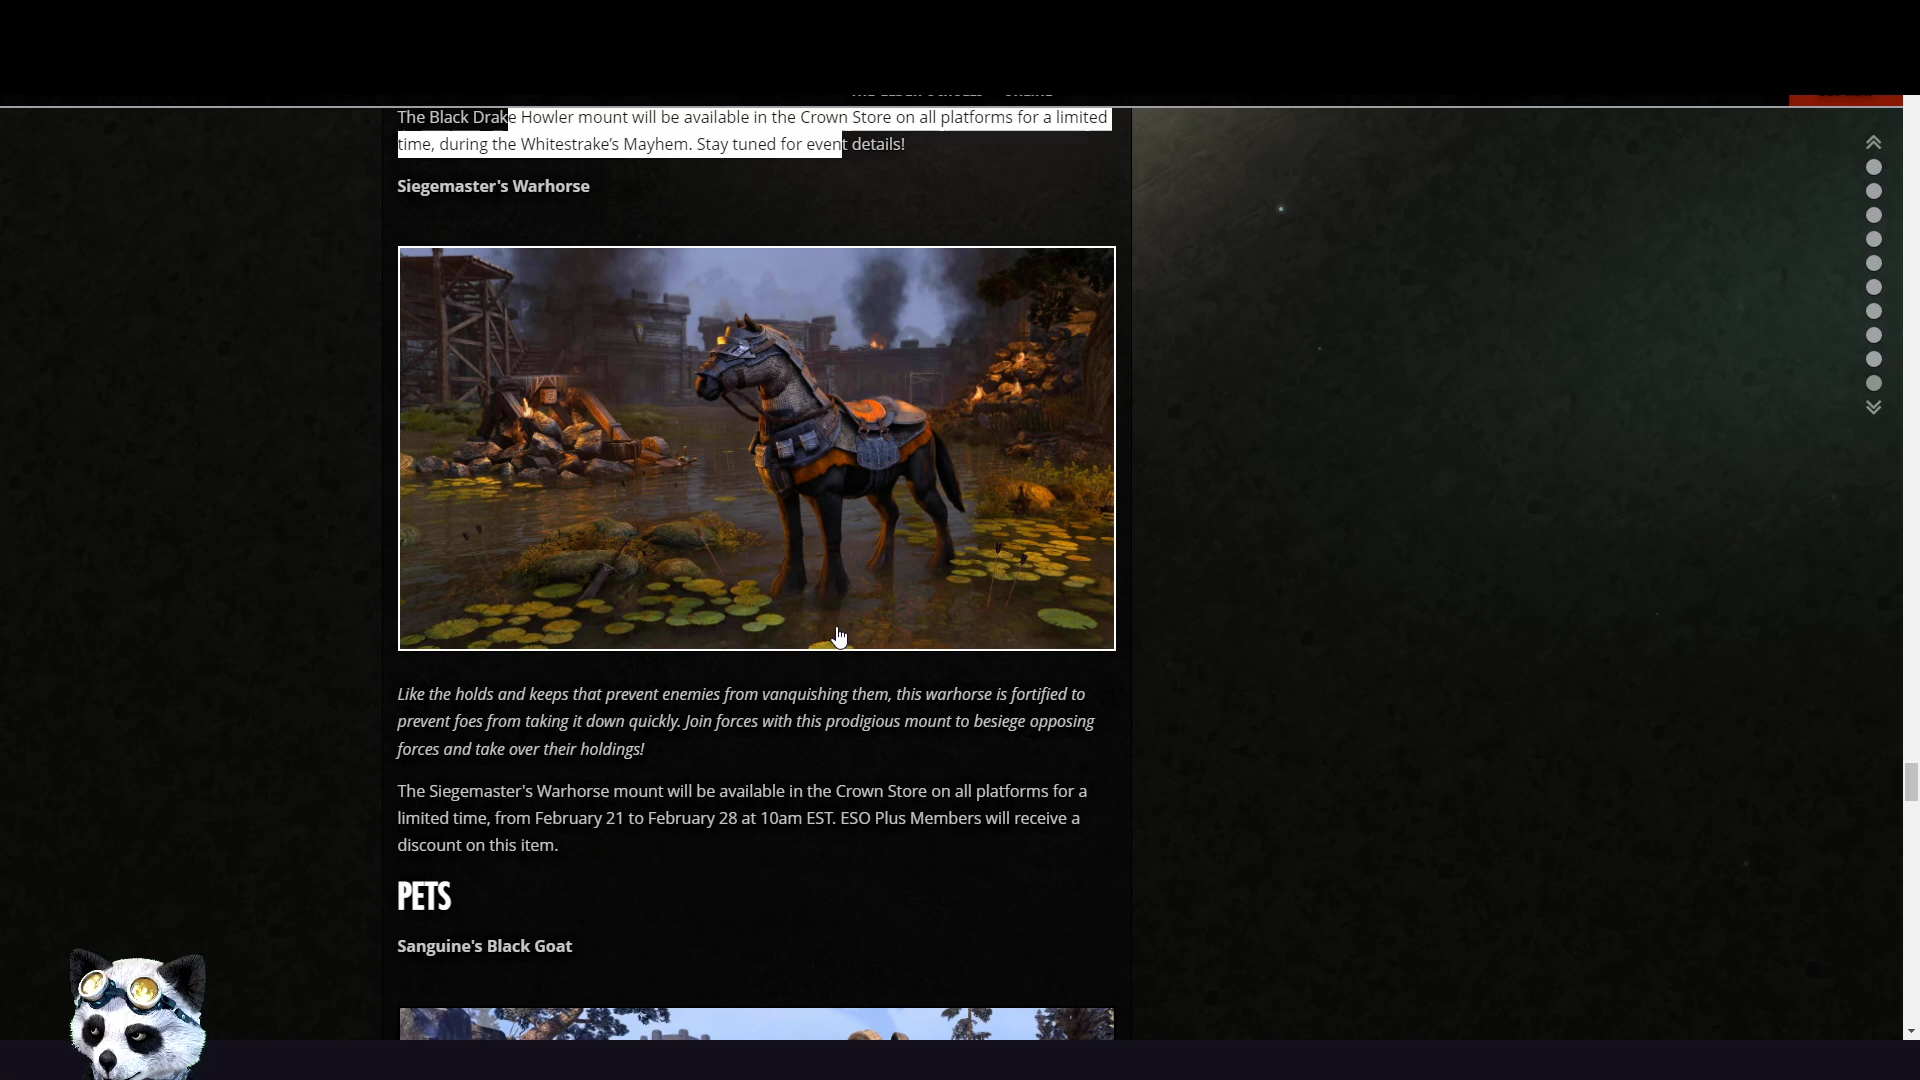 The Black Drake Howler mount will be available in the Crown Store on all platforms for a limited
time, during the Whitestrake’s Mayhem. Stay tuned for event details!
Siegemaster's Warhorse
Like the holds and keeps that prevent enemies from vanquishing them, this warhorse is fortified to
prevent foes from taking it down quickly. Join forces with this prodigious mount to besiege opposing
forces and take over their holdings!
The Siegemaster's Warhorse mount will be available in the Crown Store on all platforms for a
limited time, from February 21 to February 28 at 10am EST. ESO Plus Members will receive a
discount on this item.
PETS
Sanguine's Black Goat